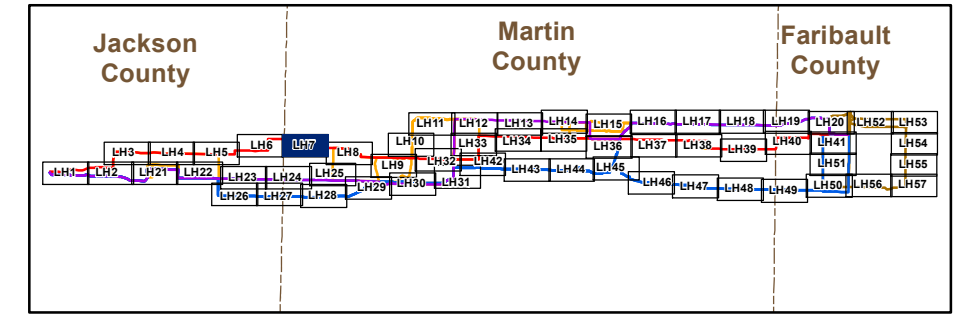 Jackson
County
Martin
County
Faribault
County
LH11 LH12 LH13 LH14 LH15 LH16 LH17 LH18 LH19 LH20 LH52 LH53
LH3 LH4 LH5 LH6 LH7 LH8 LH10 LH33 LH34 LH35 LH36 LH37 LH38 LH39 LH40 LH41 LH54
LH1 LH2 LH21 LH22 LH23 LH24 LH25 LH9 LH32 LH42 LH43 LH44 LH45 LH51 LH55
LH26 LH27 LH28 LH29 LH30 LH31 LH46 LH47 LH48 LH49 LH50 LH56 LH57